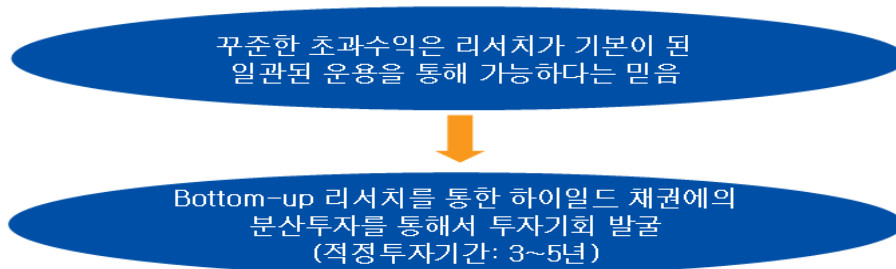 꾸준한 초과수익은 리서치가 기본이 된
일관된 운용을 통해 가능하다는 믿음
Bottom-up 리서치를 통한 하이일드 채권에의
분산투자를 통해서 투자기회 발굴
(적정투자기간: 3~5년)